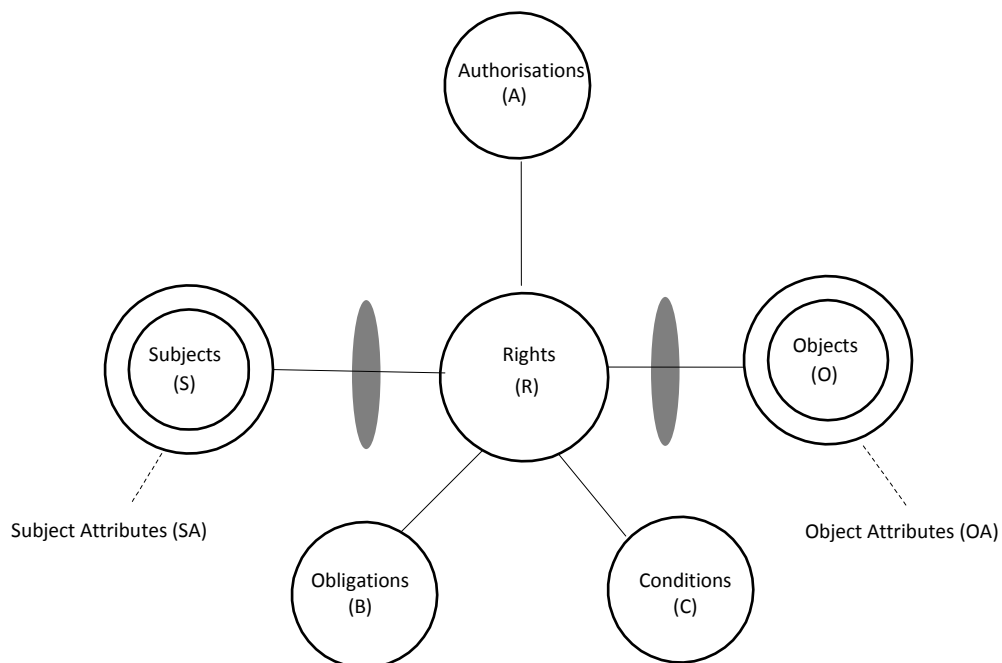 Authorisations
(A)
Subjects
(S)
Rights
(R)
Objects
(O)
Subject Attributes (SA)
Object Attributes (OA)
Obligations
(B)
Conditions
(C)